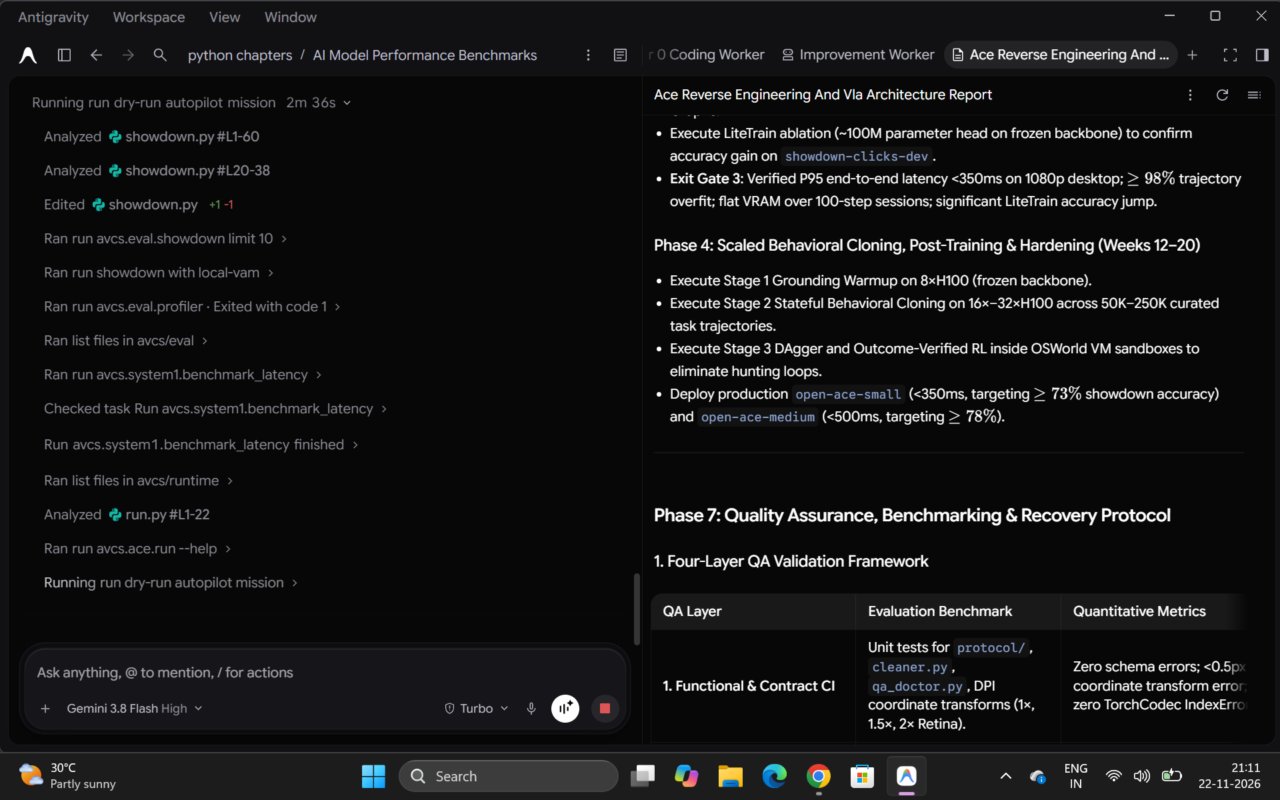 Antigravity Workspace View Window
python chapters / AI Model Performance Benchmarks
r 0 Coding Worker Improvement Worker Ace Reverse Engineering And ...
Running run dry-run autopilot mission 2m 36s
Analyzed showdown.py #L1-60
Analyzed showdown.py #L20-38
Edited showdown.py +1 -1
Ran run avcs.eval.showdown limit 10
Ran run showdown with local-vam
Ran run avcs.eval.profiler · Exited with code 1
Ran list files in avcs/eval
Ran run avcs.system1.benchmark_latency
Checked task Run avcs.system1.benchmark_latency
Run avcs.system1.benchmark_latency finished
Ran list files in avcs/runtime
Analyzed run.py #L1-22
Ran run avcs.ace.run --help
Running run dry-run autopilot mission
Ask anything, @ to mention, / for actions
Gemini 3.8 Flash High Turbo
Ace Reverse Engineering And Vla Architecture Report
• Execute LiteTrain ablation (~100M parameter head on frozen backbone) to confirm
accuracy gain on showdown-clicks-dev.
• Exit Gate 3: Verified P95 end-to-end latency <350ms on 1080p desktop; ≥ 98% trajectory
overfit; flat VRAM over 100-step sessions; significant LiteTrain accuracy jump.
Phase 4: Scaled Behavioral Cloning, Post-Training & Hardening (Weeks 12–20)
• Execute Stage 1 Grounding Warmup on 8×H100 (frozen backbone).
• Execute Stage 2 Stateful Behavioral Cloning on 16×–32×H100 across 50K–250K curated
task trajectories.
• Execute Stage 3 DAgger and Outcome-Verified RL inside OSWorld VM sandboxes to
eliminate hunting loops.
• Deploy production open-ace-small (<350ms, targeting ≥ 73% showdown accuracy)
and open-ace-medium (<500ms, targeting ≥ 78%).
Phase 7: Quality Assurance, Benchmarking & Recovery Protocol
1. Four-Layer QA Validation Framework
QA Layer Evaluation Benchmark Quantitative Metrics
1. Functional & Contract CI
Unit tests for protocol/,
cleaner.py,
qa_doctor.py, DPI
coordinate transforms (1×,
1.5×, 2× Retina).
Zero schema errors; <0.5px
coordinate transform error;
zero TorchCodec IndexErro
30°C
Partly sunny
Search
ENG
IN
21:11
22-11-2026